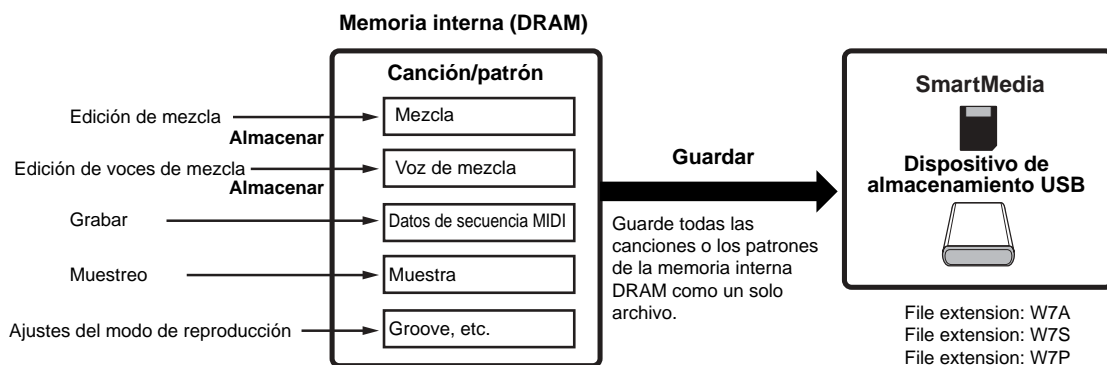 Memoria interna (DRAM)
Canción/patrón
Edición de mezcla
Almacenar
Mezcla
Edición de voces de mezcla
Almacenar
Voz de mezcla
Grabar
Datos de secuencia MIDI
Muestreo
Muestra
Ajustes del modo de reproducción
Groove, etc.
Guardar
Guarde todas las
canciones o los patrones
de la memoria interna
DRAM como un solo
archivo.
SmartMedia
Dispositivo de
almacenamiento USB
File extension: W7A
File extension: W7S
File extension: W7P